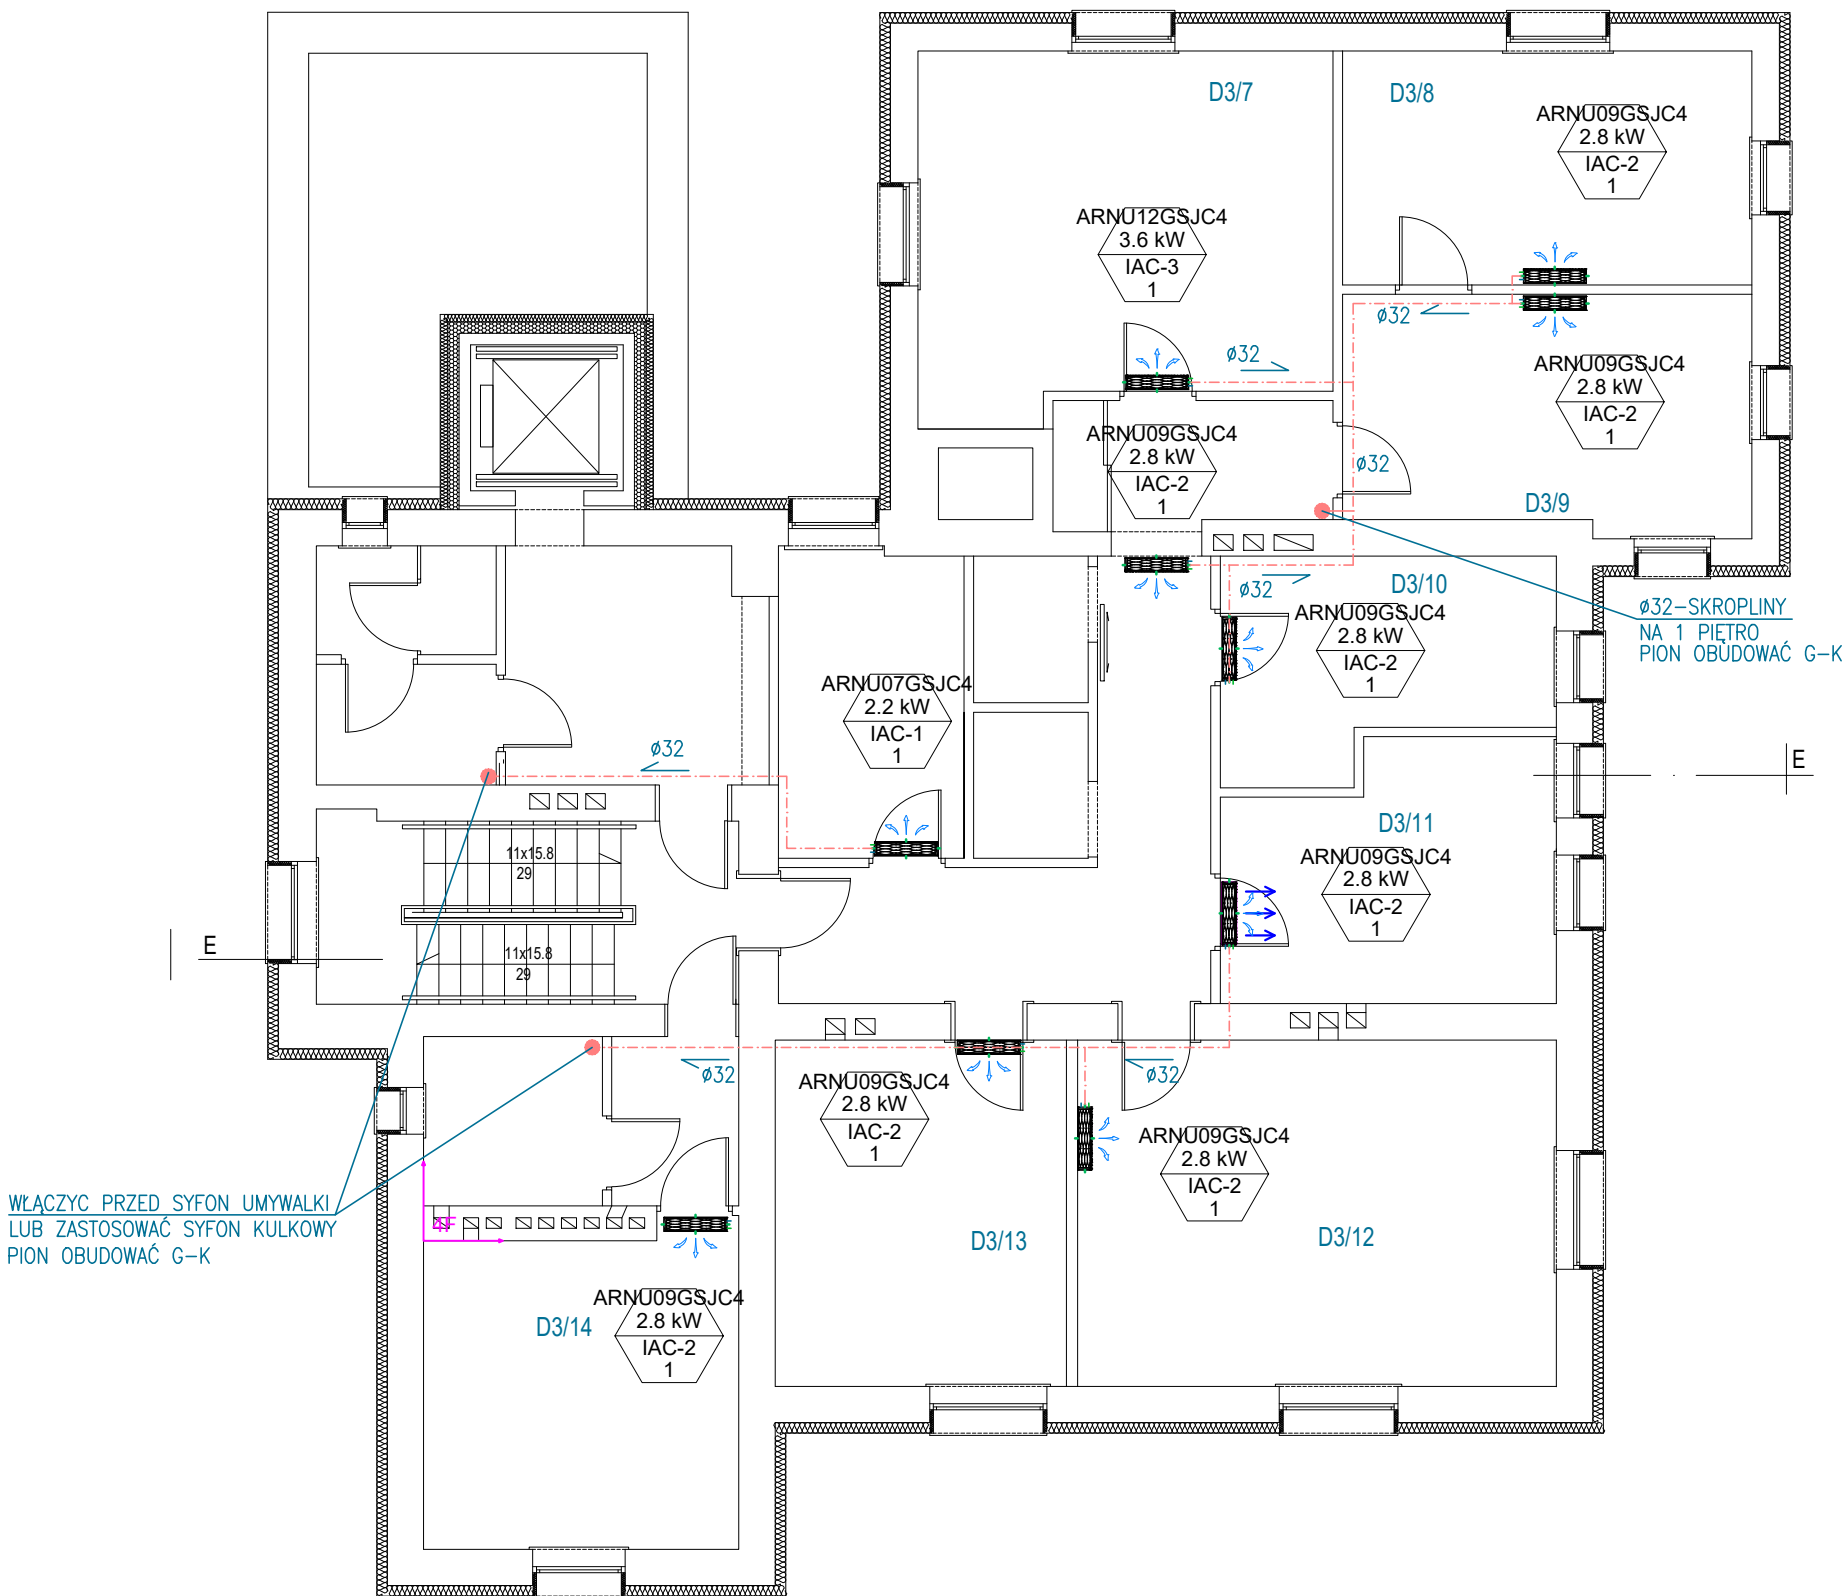 D3/7
D3/8
ARNU09GSJC4
2.8 kW
IAC-2
1
ARNU12GSJC4
3.6 kW
IAC-3
1
ø32
ø32
ARNU09GSJC4
2.8 kW
IAC-2
1
ARNU09GSJC4
2.8 kW
IAC-2
1
ø32
D3/9
ø32
D3/10
ARNU09GSJC4
2.8 kW
IAC-2
1
ø32-SKROPLINY
NA 1 PIĘTRO
PION OBUDOWAĆ G-K
ARNU07GSJC4
2.2 kW
IAC-1
1
ø32
E
D3/11
ARNU09GSJC4
2.8 kW
IAC-2
1
11x15.8
29
11x15.8
29
E
ø32
ø32
ARNU09GSJC4
2.8 kW
IAC-2
1
ARNU09GSJC4
2.8 kW
IAC-2
1
WŁĄCZYC PRZED SYFON UMYWALKI
LUB ZASTOSOWAĆ SYFON KULKOWY
PION OBUDOWAĆ G-K
D3/13
D3/12
ARNU09GSJC4
2.8 kW
IAC-2
1
D3/14